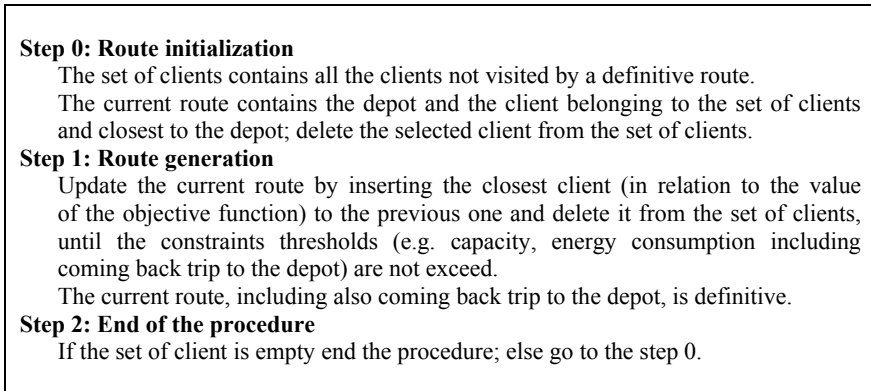 Step 0: Route initialization
The set of clients contains all the clients not visited by a definitive route.
The current route contains the depot and the client belonging to the set of clients
and closest to the depot; delete the selected client from the set of clients.
Step 1: Route generation
Update the current route by inserting the closest client (in relation to the value
of the objective function) to the previous one and delete it from the set of clients,
until the constraints thresholds (e.g. capacity, energy consumption including
coming back trip to the depot) are not exceed.
The current route, including also coming back trip to the depot, is definitive.
Step 2: End of the procedure
If the set of client is empty end the procedure; else go to the step 0.